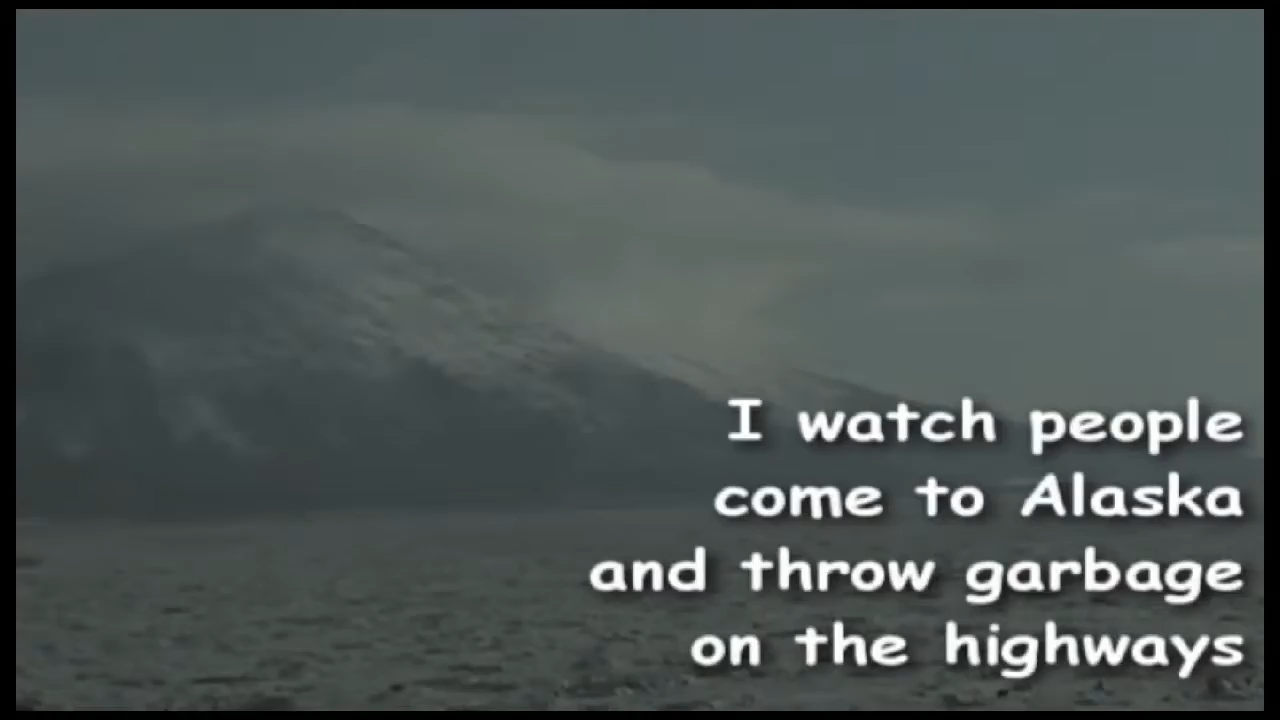 I watch people
come to Alaska
and throw garbage
on the highways